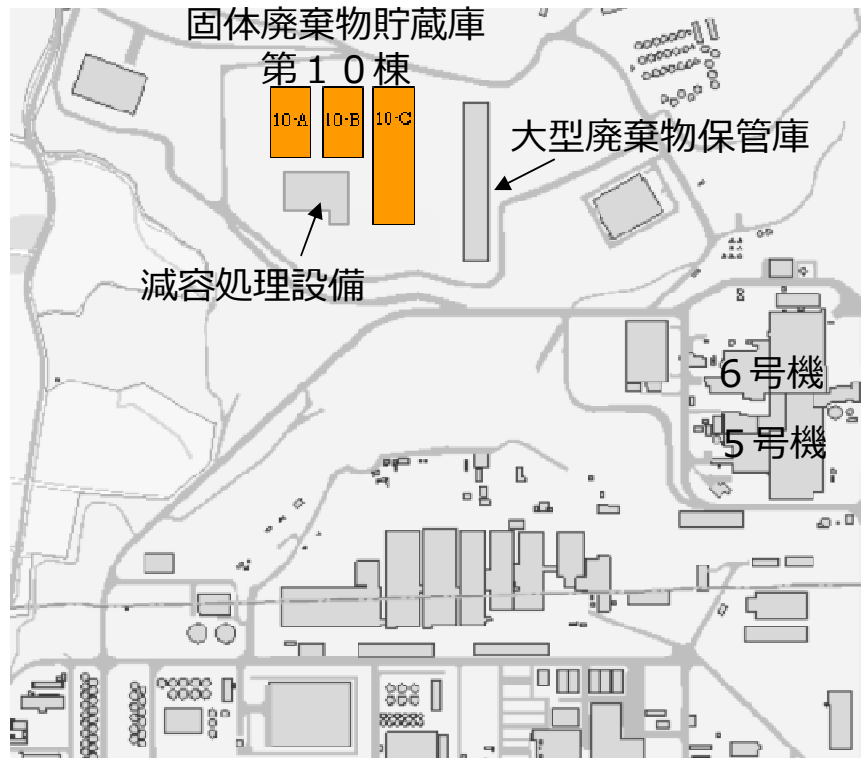 固体廃棄物貯蔵庫
第１０棟
10-A 10-B 10-C
大型廃棄物保管庫
減容処理設備
６号機
５号機